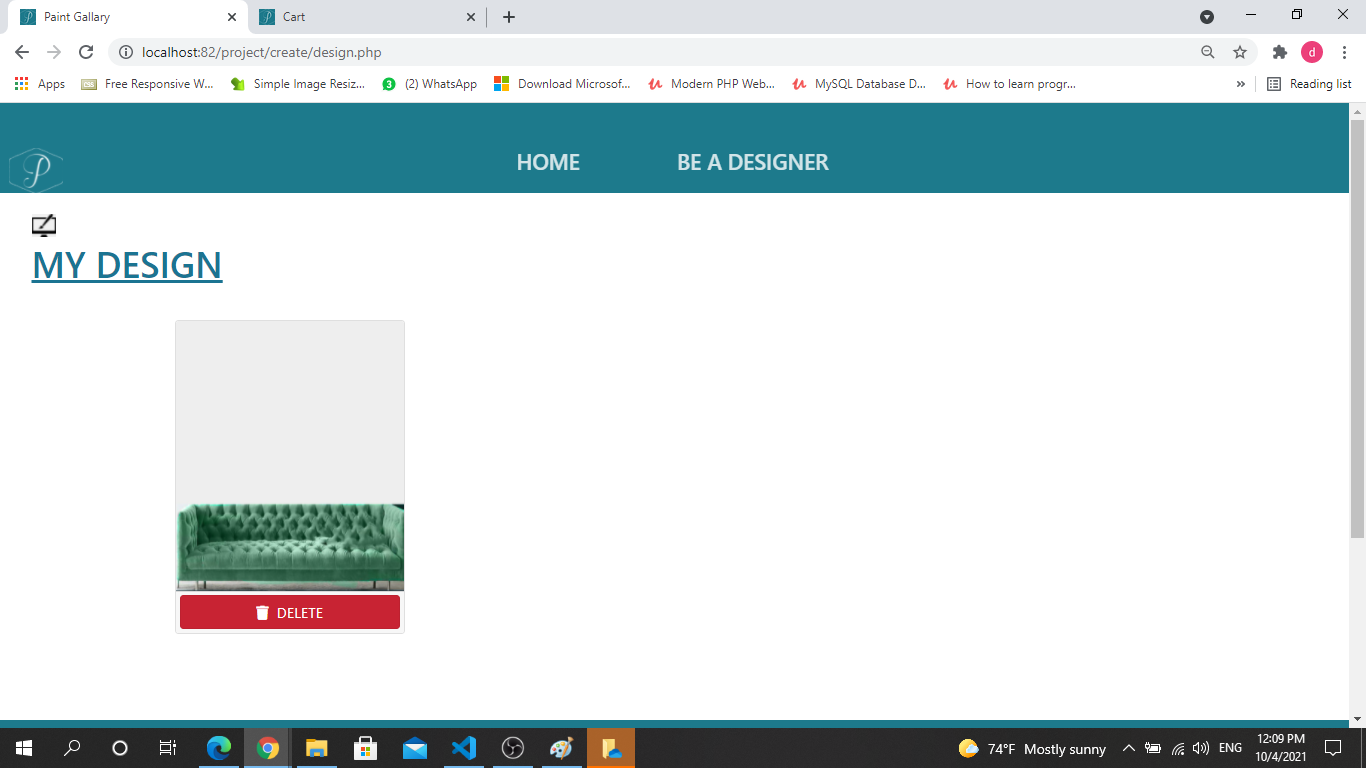 Paint Gallary
Cart
localhost:82/project/create/design.php
d
Apps
CSS
Free Responsive W...
Simple Image Resiz...
3
(2) WhatsApp
Download Microsof...
Modern PHP Web...
MySQL Database D...
How to learn progr...
»
Reading list
P
HOME
BE A DESIGNER
MY DESIGN
DELETE
74°F Mostly sunny
ENG
12:09 PM
10/4/2021